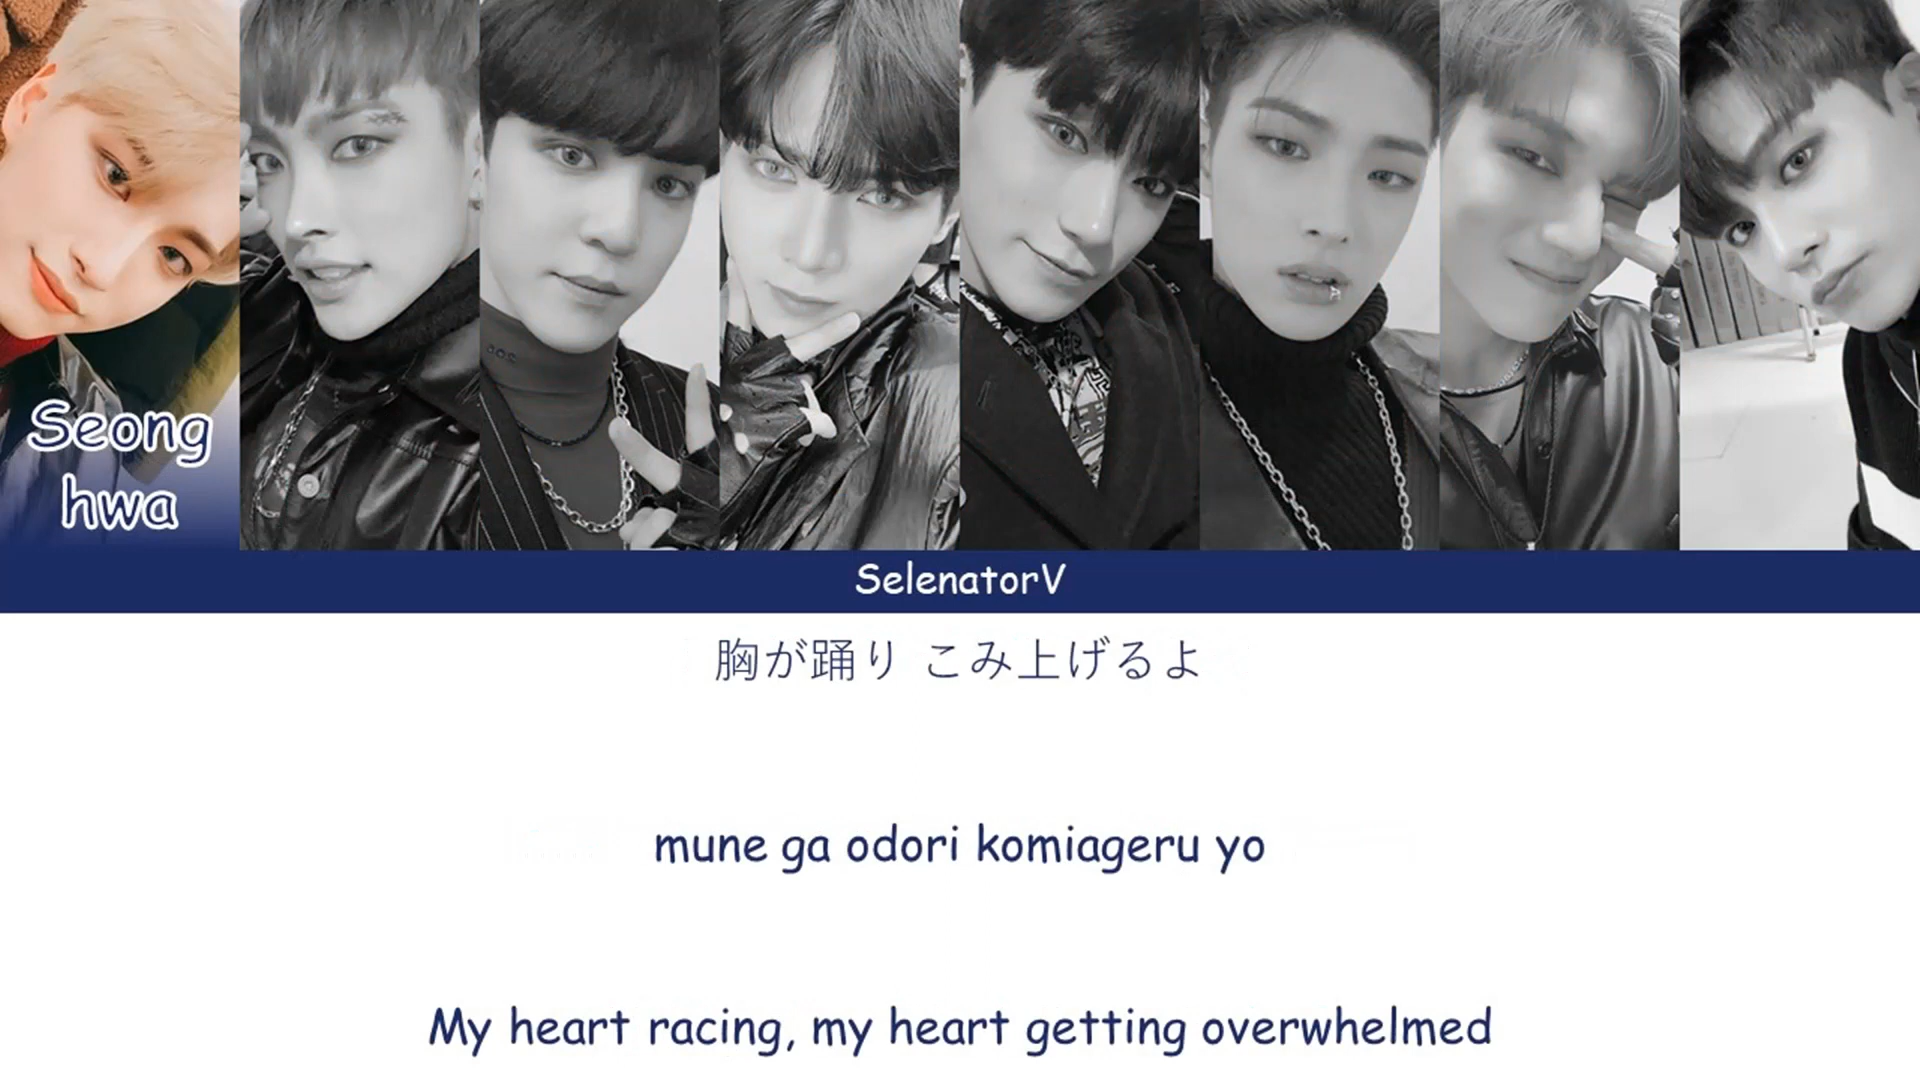 Seong
hwa
SelenatorV
胸が踊り こみ上げるよ
mune ga odori komiageru yo
My heart racing, my heart getting overwhelmed